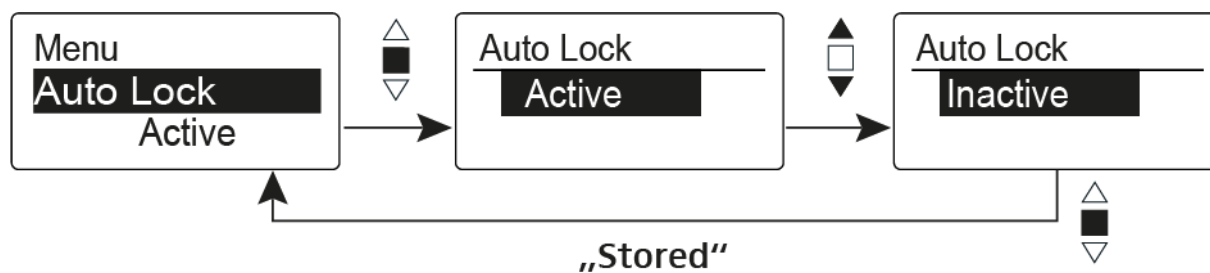 Menu
Auto Lock
Active
Auto Lock
Active
Auto Lock
Inactive
„Stored“